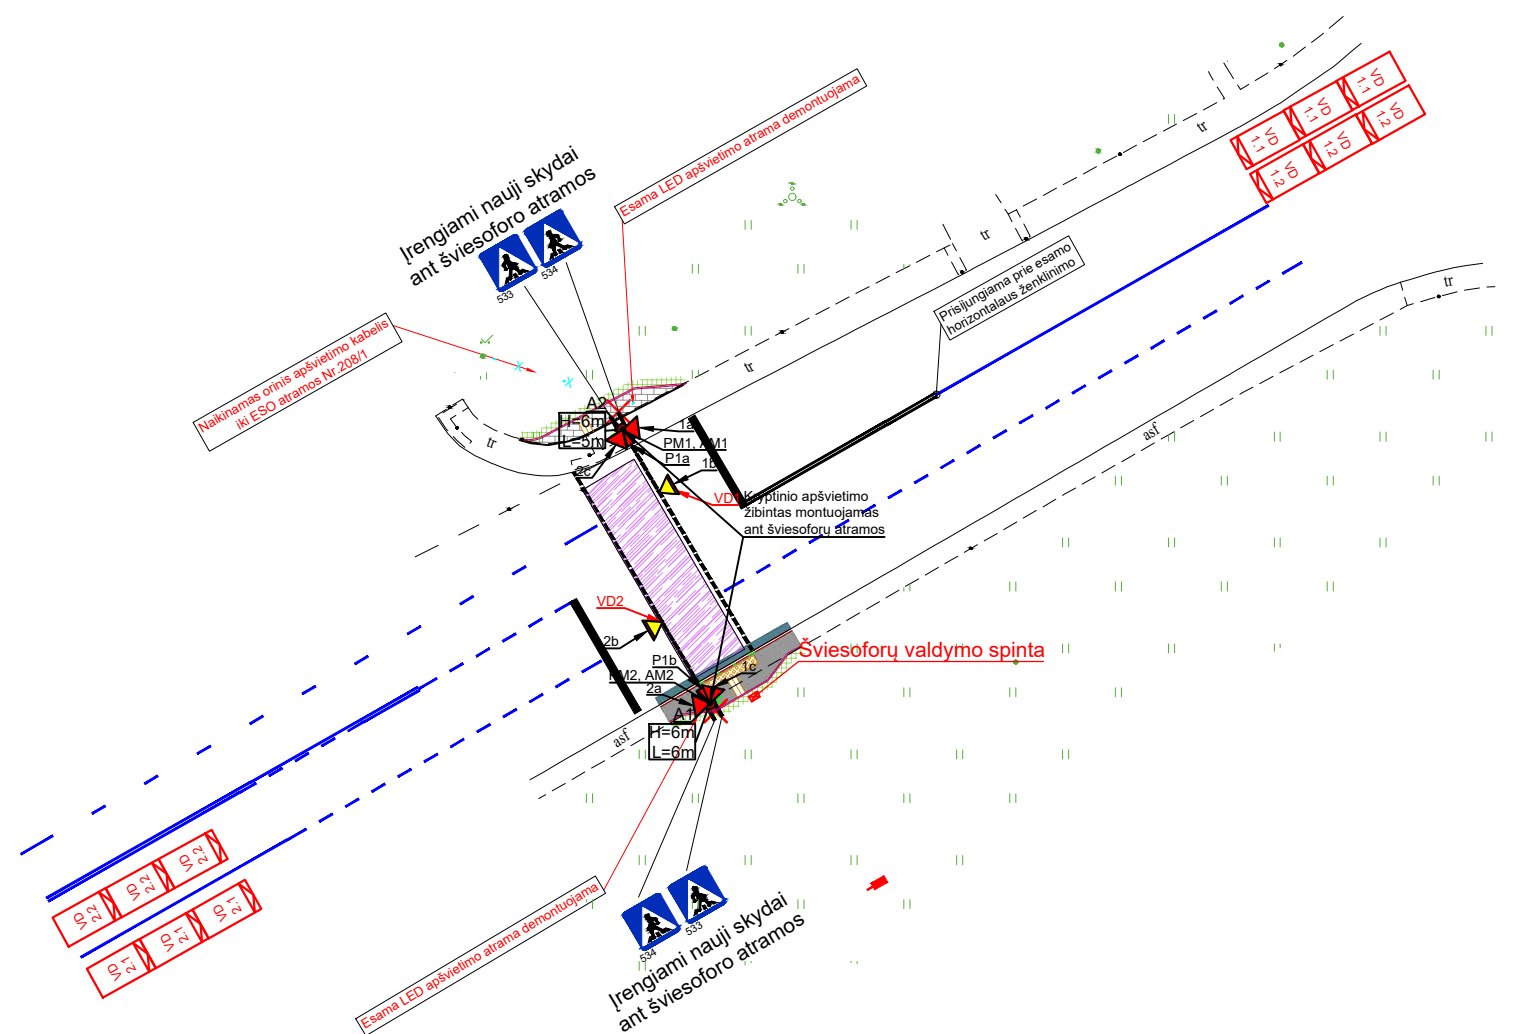 Esama LED apšvietimo atrama demontuojama
Įrengiami nauji skydai
ant šviesoforo atramos
533
534
VD 1.1
VD 1.1
VD 1.1
VD 1.2
VD 1.2
VD 1.2
tr
tr
tr
tr
tr
Prisijungiama prie esamo
horizontalaus ženklinimo
Naikinamas orinis apšvietimo kabelis
iki ESO atramos Nr.208/1
A2
H=6m
L=5m
1a
PM1, AM1
P1a
1b
2c
VD1
Kryptinio apšvietimo
žibintas montuojamas
ant šviesoforų atramos
asf
VD2
2b
P1b
PM2, AM2
2a
1c
A1
H=6m
L=6m
Šviesoforų valdymo spinta
asf
VD 2.2
VD 2.2
VD 2.2
VD 2.1
VD 2.1
VD 2.1
Esama LED apšvietimo atrama demontuojama
534
533
Įrengiami nauji skydai
ant šviesoforo atramos